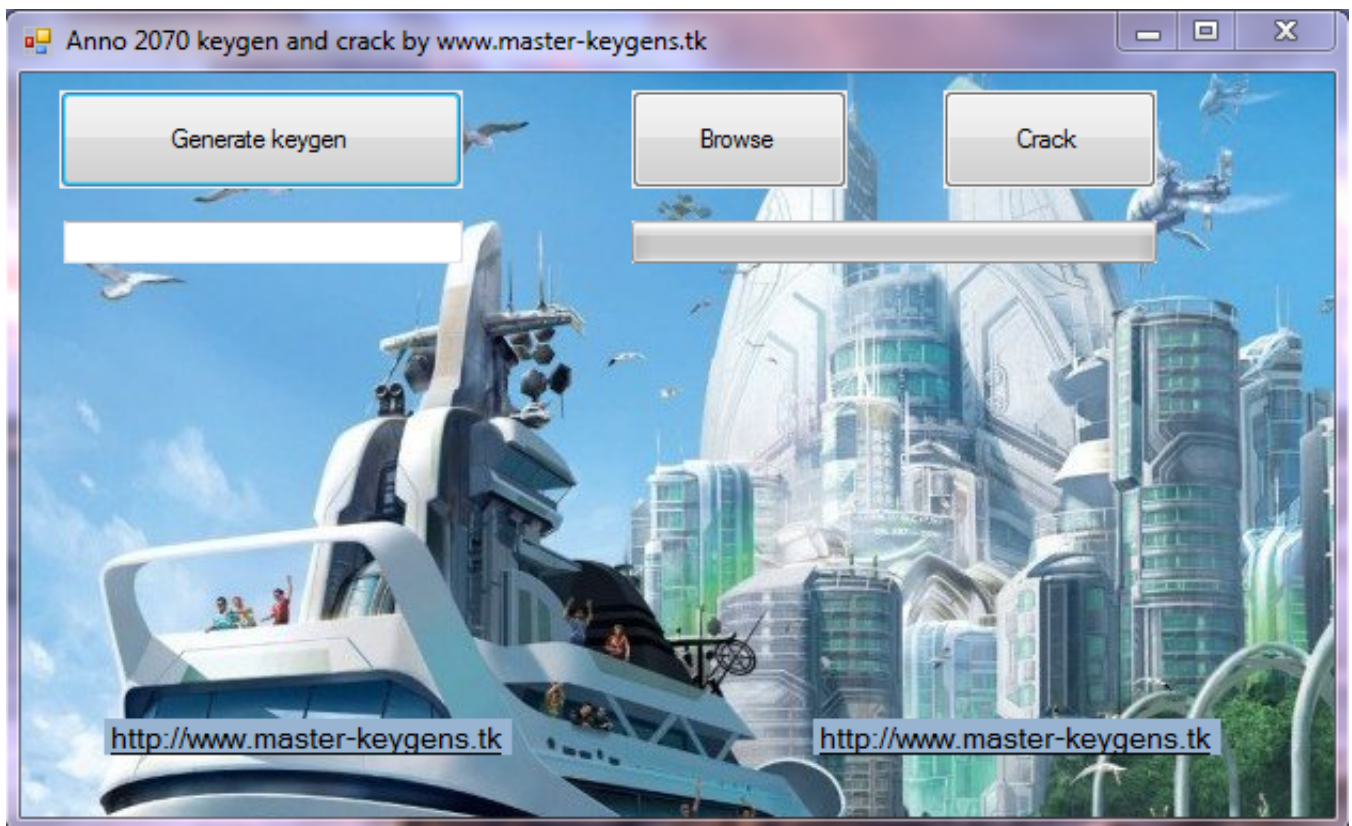 Anno 2070 keygen and crack by www.master-keygens.tk
Generate keygen
Browse
Crack
http://www.master-keygens.tk
http://www.master-keygens.tk